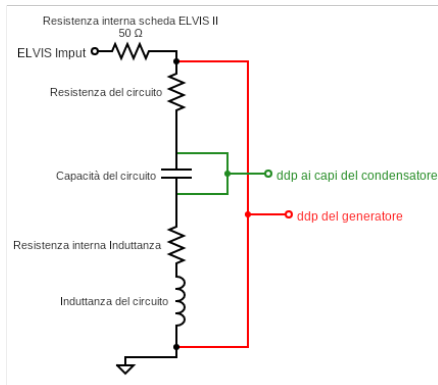 Resistenza interna scheda ELVIS II
50 Ω
ELVIS Imput
Resistenza del circuito
Capacità del circuito
ddp ai capi del condensatore
ddp del generatore
Resistenza interna Induttanza
Induttanza del circuito